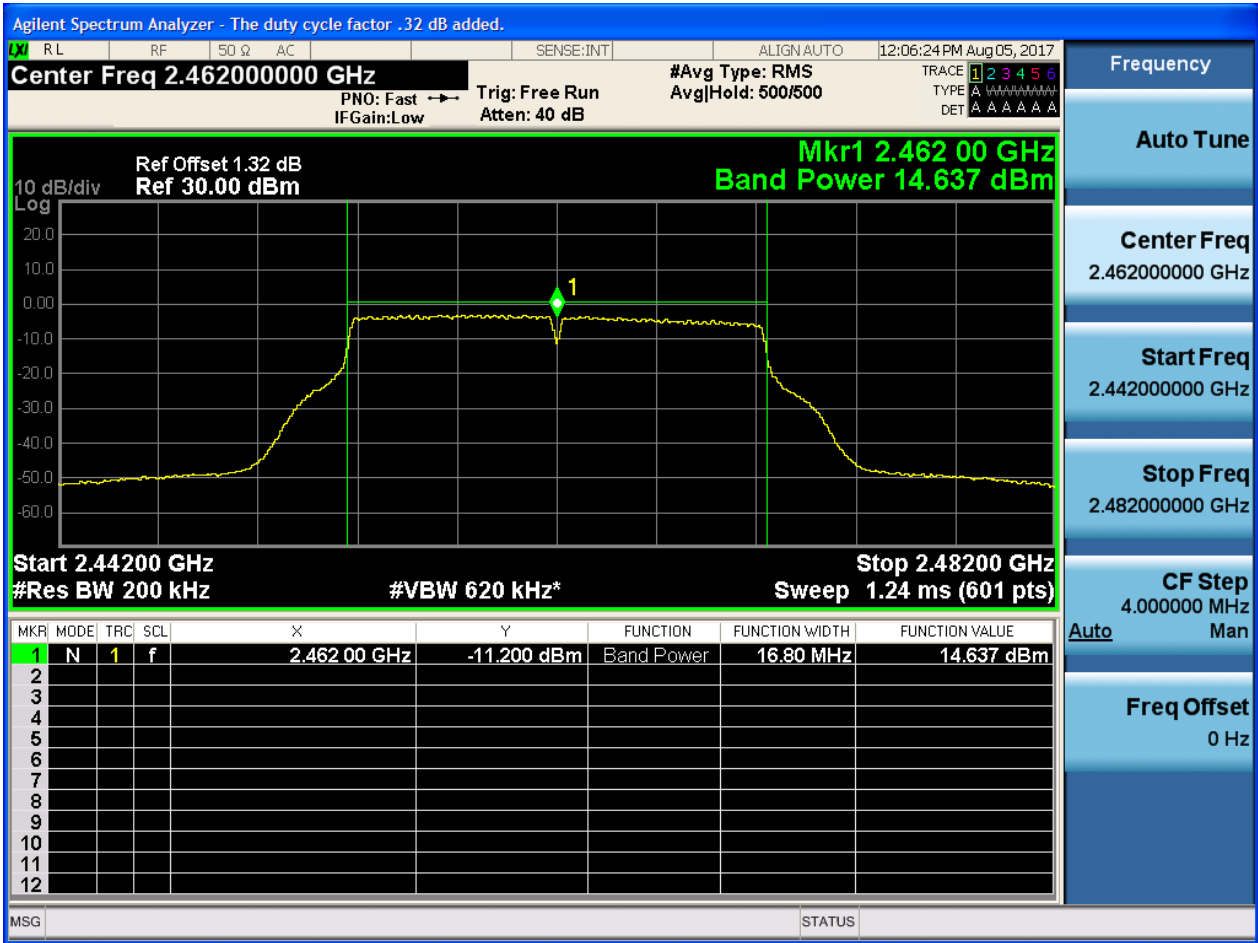 Agilent Spectrum Analyzer - The duty cycle factor .32 dB added.
LXI RL RF 50 Ω AC SENSE:INT ALIGNAUTO 12:06:24PM Aug 05, 2017
Center Freq 2.462000000 GHz
PNO: Fast
IFGain:Low
Trig: Free Run
Atten: 40 dB
#Avg Type: RMS
Avg|Hold: 500/500
TRACE 1 2 3 4 5 6
TYPE A WWWWW
DET A A A A A A
Frequency
Mkr1 2.462 00 GHz
Band Power 14.637 dBm
Ref Offset 1.32 dB
10 dB/div Ref 30.00 dBm
Log
20.0
10.0
0.00
-10.0
-20.0
-30.0
-40.0
-50.0
-60.0
1
Start 2.44200 GHz Stop 2.48200 GHz
#Res BW 200 kHz #VBW 620 kHz* Sweep 1.24 ms (601 pts)
MKR MODE TRC SCL X Y FUNCTION FUNCTION WIDTH FUNCTION VALUE
1 N 1 f 2.462 00 GHz -11.200 dBm Band Power 16.80 MHz 14.637 dBm
2
3
4
5
6
7
8
9
10
11
12
Auto Tune
Center Freq
2.462000000 GHz
Start Freq
2.442000000 GHz
Stop Freq
2.482000000 GHz
CF Step
4.000000 MHz
Auto Man
Freq Offset
0 Hz
MSG STATUS